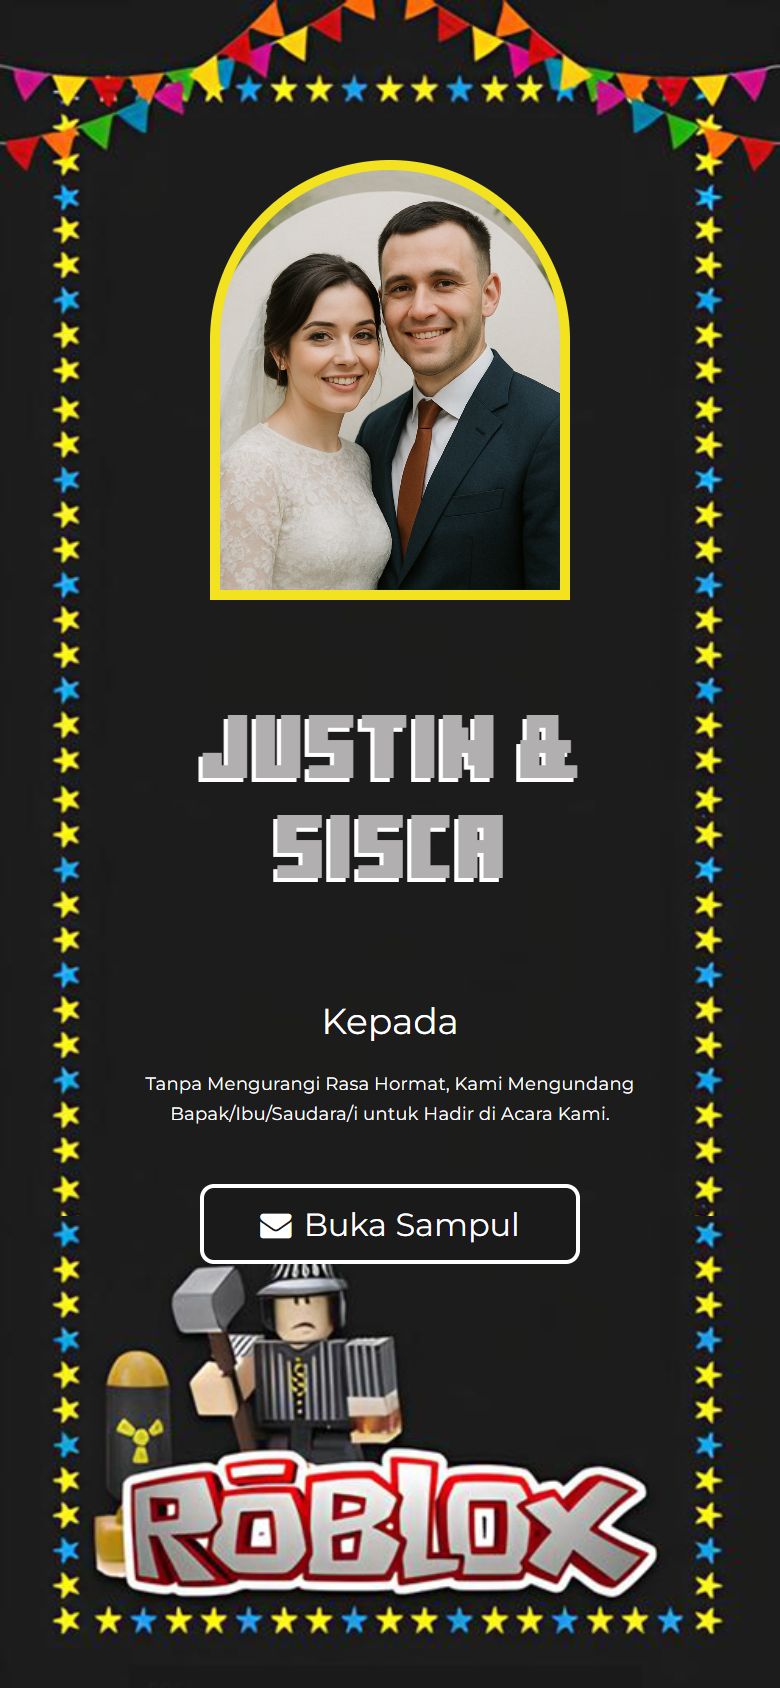 JUSTIN &
SISCA
Kepada
Tanpa Mengurangi Rasa Hormat, Kami Mengundang
Bapak/Ibu/Saudara/i untuk Hadir di Acara Kami.
Buka Sampul
RŌBLOX